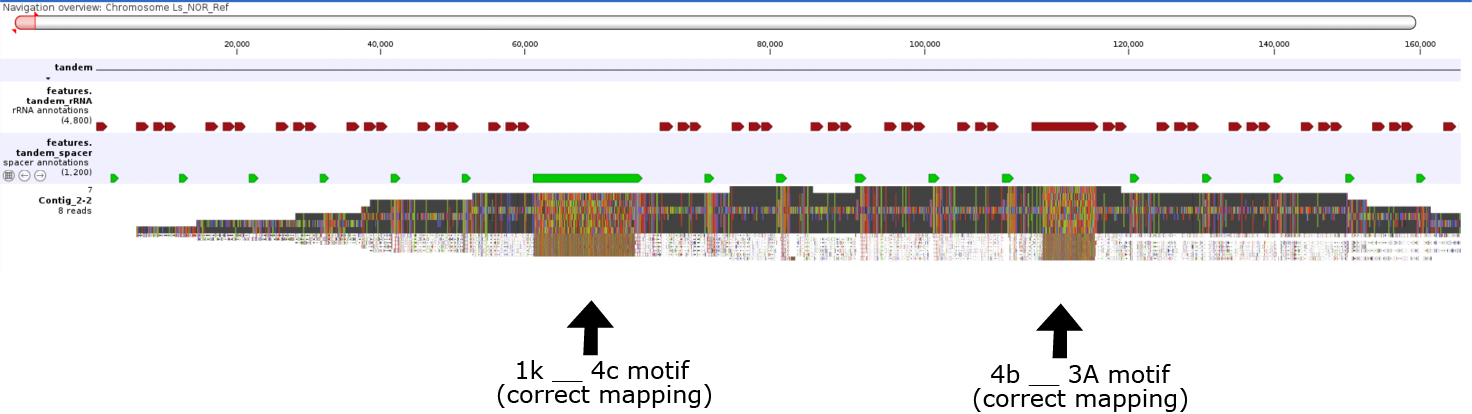 Navigation overview: Chromosome Ls_NOR_Ref
20,000 40,000 60,000 80,000 100,000 120,000 140,000 160,000
tandem
features.
tandem_rRNA
rRNA annotations
(4,800)
features.
tandem_spacer
spacer annotations
(1,200)
7
Contig_2-2
8 reads
1k __ 4c motif
(correct mapping)
4b __ 3A motif
(correct mapping)